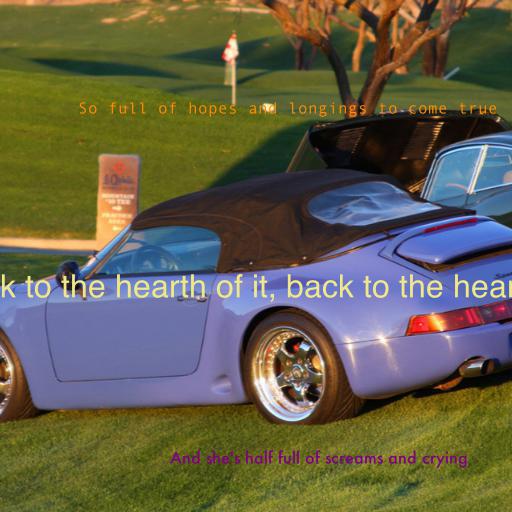 So full of hopes and longings to come true
k to the hearth of it, back to the hear
And she's half full of screams and crying